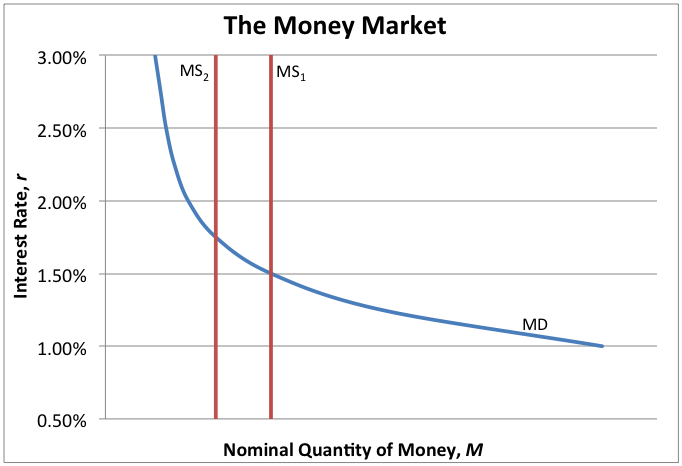 The Money Market
3.00%
2.50%
2.00%
1.50%
1.00%
0.50%
Interest Rate, r
MS2
MS1
MD
Nominal Quantity of Money, M